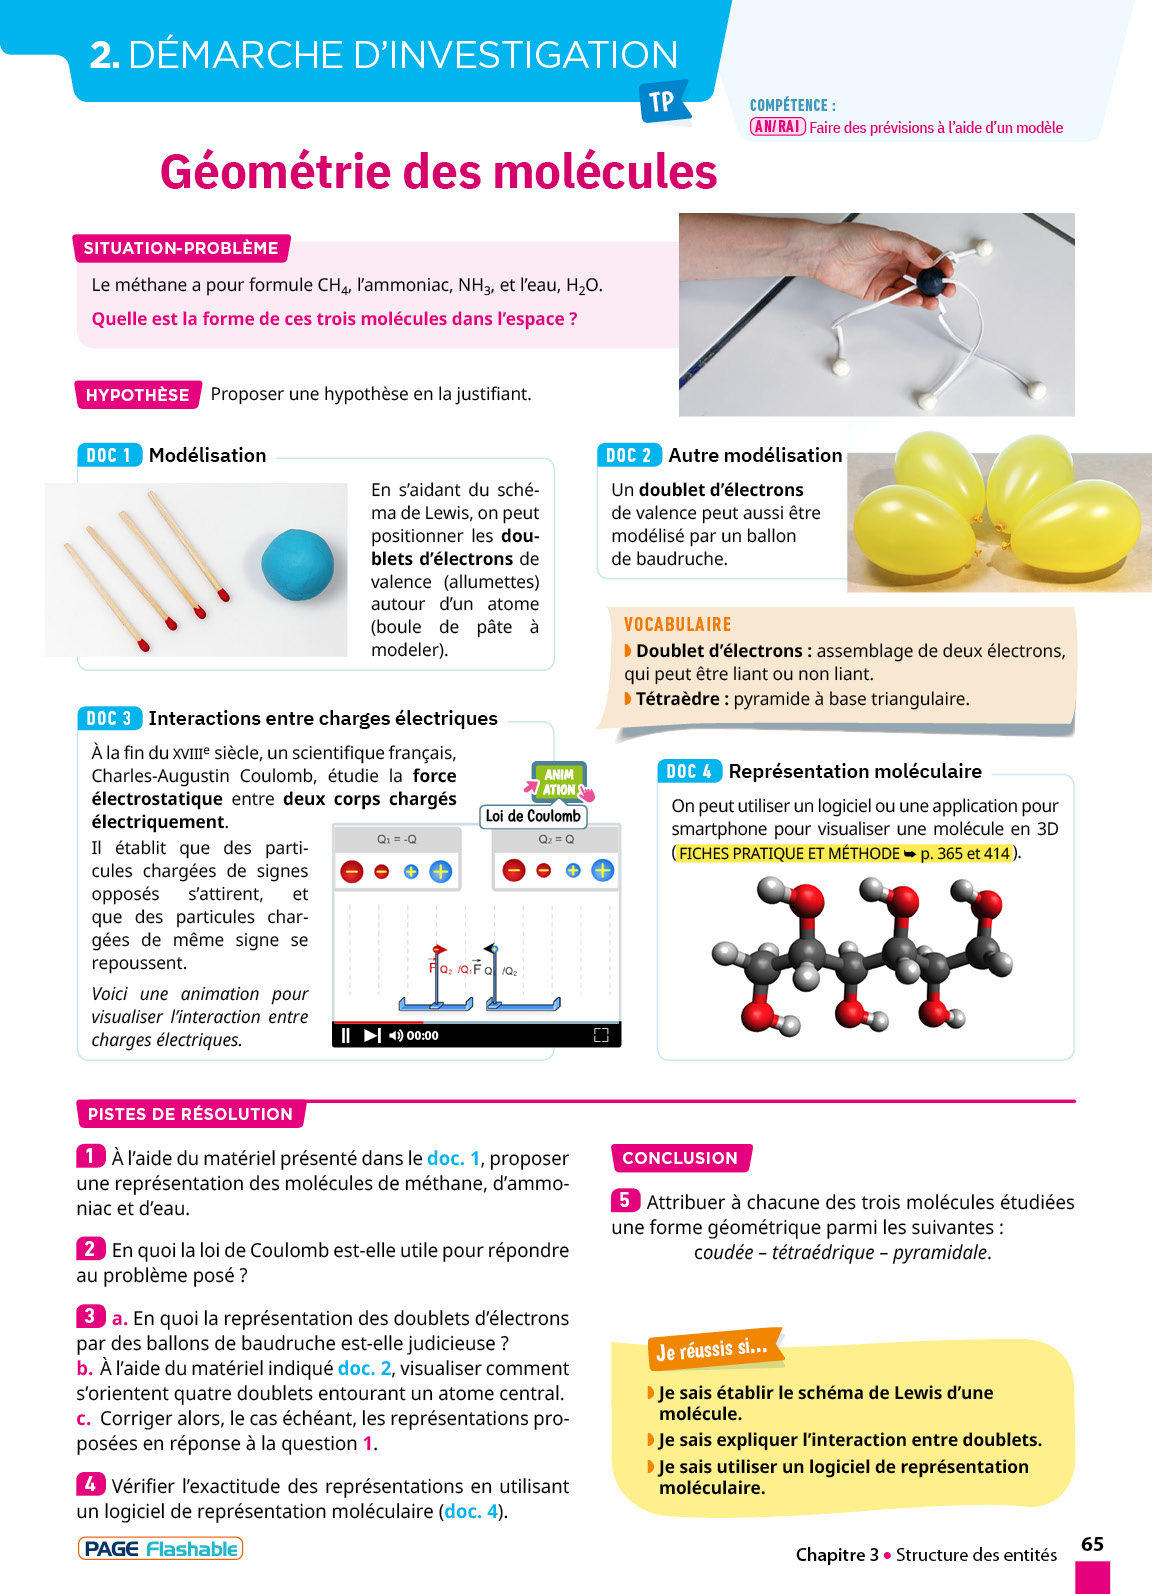 2. DÉMARCHE D'INVESTIGATION
TP
COMPÉTENCE :
AN/RAI Faire des prévisions à l'aide d'un modèle
Géométrie des molécules
SITUATION-PROBLÈME
Le méthane a pour formule CH₄, l'ammoniac, NH₃, et l'eau, H₂O.
Quelle est la forme de ces trois molécules dans l'espace ?
HYPOTHÈSE Proposer une hypothèse en la justifiant.
DOC 1 Modélisation
En s'aidant du sché-
ma de Lewis, on peut
positionner les dou-
blets d'électrons de
valence (allumettes)
autour d'un atome
(boule de pâte à
modeler).
DOC 2 Autre modélisation
Un doublet d'électrons
de valence peut aussi être
modélisé par un ballon
de baudruche.
VOCABULAIRE
Doublet d'électrons : assemblage de deux électrons,
qui peut être liant ou non liant.
Tétraèdre : pyramide à base triangulaire.
DOC 3 Interactions entre charges électriques
À la fin du XVIIIe siècle, un scientifique français,
Charles-Augustin Coulomb, étudie la force
électrostatique entre deux corps chargés
électriquement.
Il établit que des parti-
cules chargées de signes
opposés s'attirent, et
que des particules char-
gées de même signe se
repoussent.
Voici une animation pour
visualiser l'interaction entre
charges électriques.
ANIM
ATION
Loi de Coulomb
Q₁ = -Q
Q₂ = Q
F Q₂ /Q₁ F Q /Q₂
00:00
DOC 4 Représentation moléculaire
On peut utiliser un logiciel ou une application pour
smartphone pour visualiser une molécule en 3D
(FICHES PRATIQUE ET MÉTHODE ➥ p. 365 et 414).
PISTES DE RÉSOLUTION
1 À l'aide du matériel présenté dans le doc. 1, proposer
une représentation des molécules de méthane, d'ammo-
niac et d'eau.
2 En quoi la loi de Coulomb est-elle utile pour répondre
au problème posé ?
3 a. En quoi la représentation des doublets d'électrons
par des ballons de baudruche est-elle judicieuse ?
b. À l'aide du matériel indiqué doc. 2, visualiser comment
s'orientent quatre doublets entourant un atome central.
c. Corriger alors, le cas échéant, les représentations pro-
posées en réponse à la question 1.
4 Vérifier l'exactitude des représentations en utilisant
un logiciel de représentation moléculaire (doc. 4).
CONCLUSION
5 Attribuer à chacune des trois molécules étudiées
une forme géométrique parmi les suivantes :
coudée – tétraédrique – pyramidale.
Je réussis si...
Je sais établir le schéma de Lewis d'une
molécule.
Je sais expliquer l'interaction entre doublets.
Je sais utiliser un logiciel de représentation
moléculaire.
PAGE Flashable
Chapitre 3 • Structure des entités
65